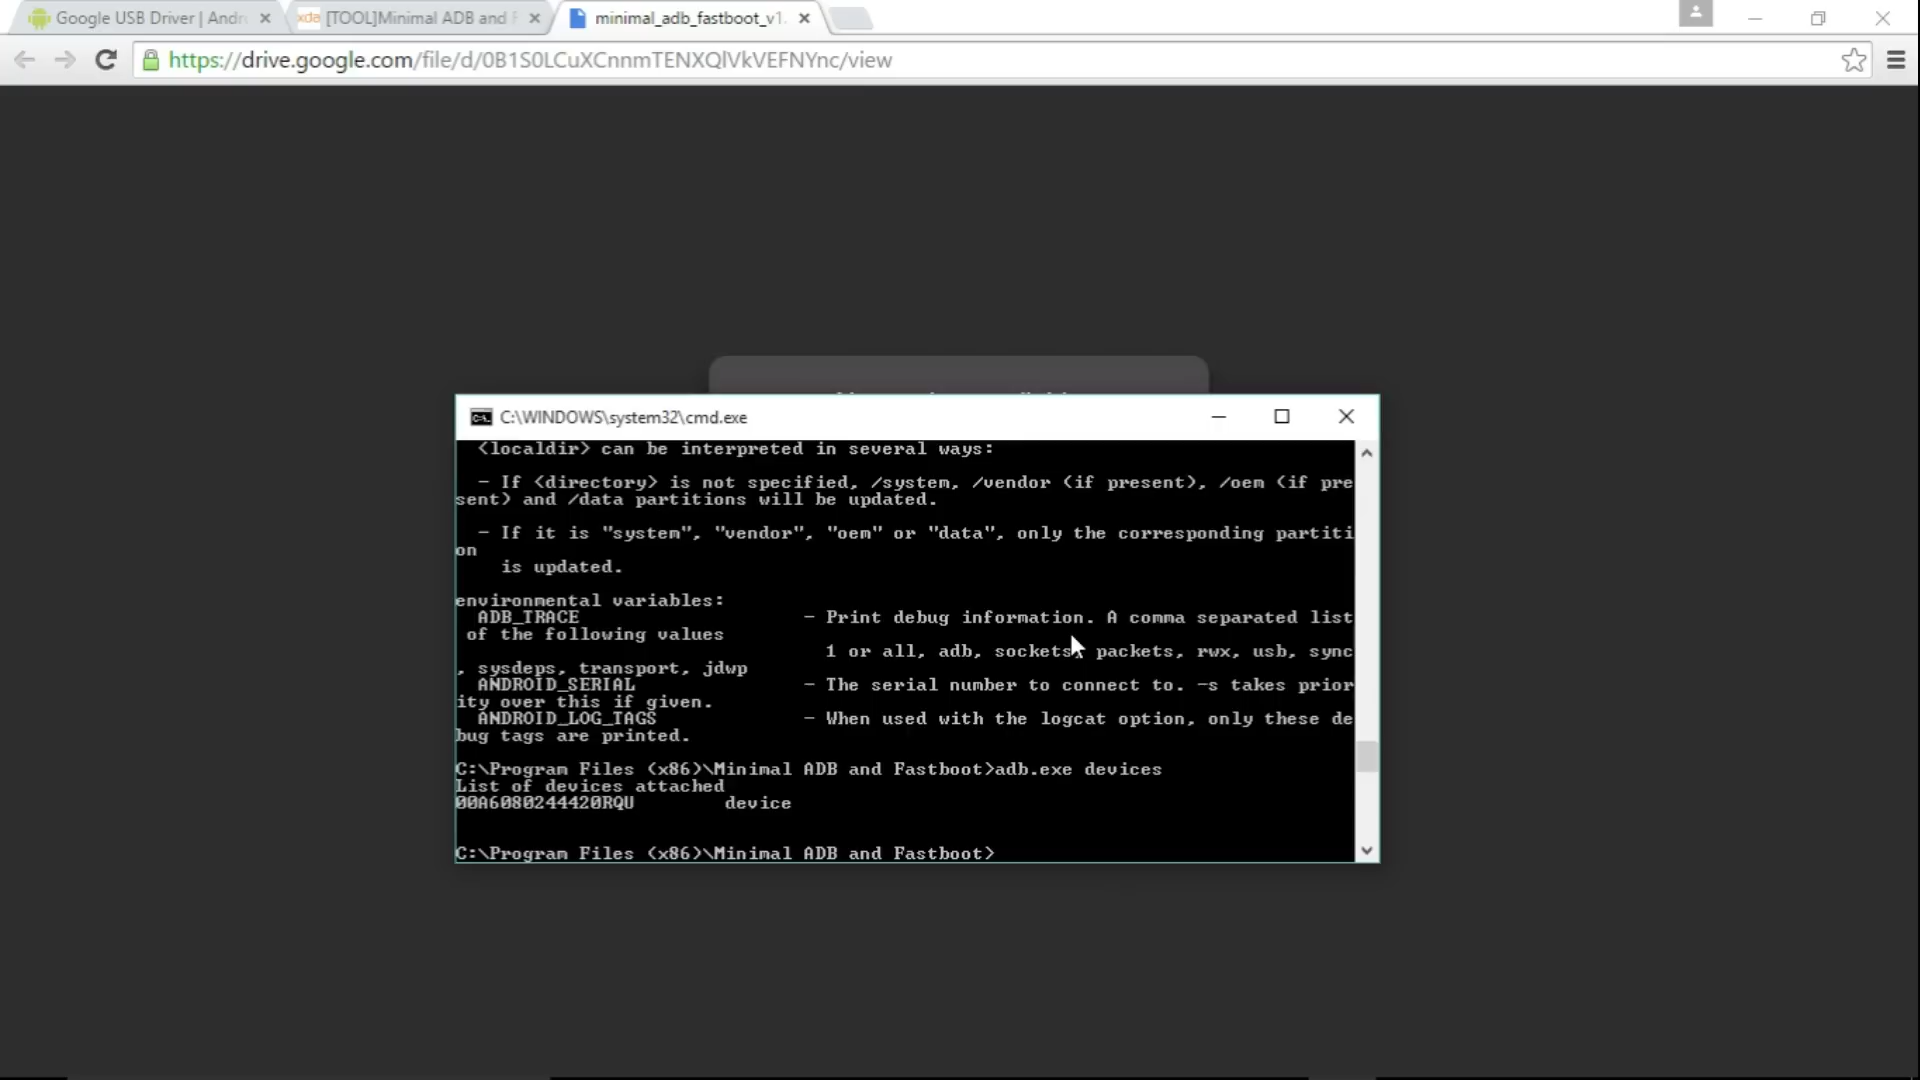 Google USB Driver | Andr
[TOOL]Minimal ADB and F
minimal_adb_fastboot_v1.
https://drive.google.com/file/d/0B1S0LCuXCnnmTENXQlVkVEFNYnc/view
C:\WINDOWS\system32\cmd.exe
<localdir> can be interpreted in several ways:
- If <directory> is not specified, /system, /vendor (if present), /oem (if pre
sent) and /data partitions will be updated.
- If it is "system", "vendor", "oem" or "data", only the corresponding partiti
on
is updated.
environmental variables:
ADB_TRACE - Print debug information. A comma separated list
of the following values
1 or all, adb, sockets, packets, rwx, usb, sync
, sysdeps, transport, jdwp
ANDROID_SERIAL - The serial number to connect to. -s takes prior
ity over this if given.
ANDROID_LOG_TAGS - When used with the logcat option, only these de
bug tags are printed.
C:\Program Files (x86)\Minimal ADB and Fastboot>adb.exe devices
List of devices attached
00A6080244420RQU device
C:\Program Files (x86)\Minimal ADB and Fastboot>